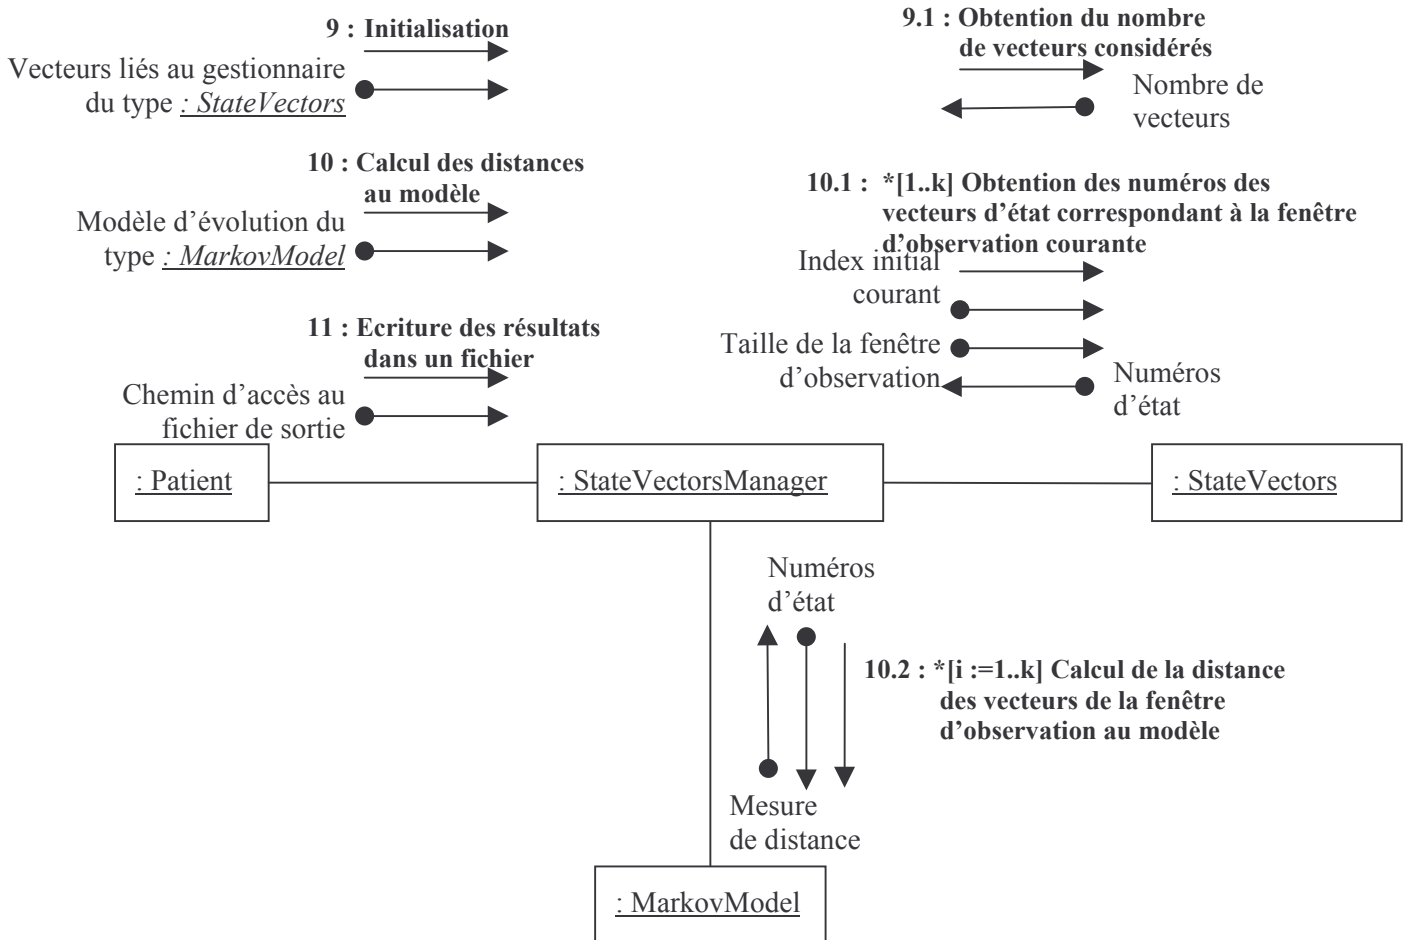 9 : Initialisation
Vecteurs liés au gestionnaire
du type : StateVectors
10 : Calcul des distances
au modèle
Modèle d’évolution du
type : MarkovModel
11 : Ecriture des résultats
dans un fichier
Chemin d’accès au
fichier de sortie
9.1 : Obtention du nombre
de vecteurs considérés
Nombre de
vecteurs
10.1 : *[1..k] Obtention des numéros des
vecteurs d’état correspondant à la fenêtre
d’observation courante
Index initial
courant
Taille de la fenêtre
d’observation
Numéros
d’état
: Patient
: StateVectorsManager
: StateVectors
Numéros
d’état
10.2 : *[i :=1..k] Calcul de la distance
des vecteurs de la fenêtre
d’observation au modèle
Mesure
de distance
: MarkovModel